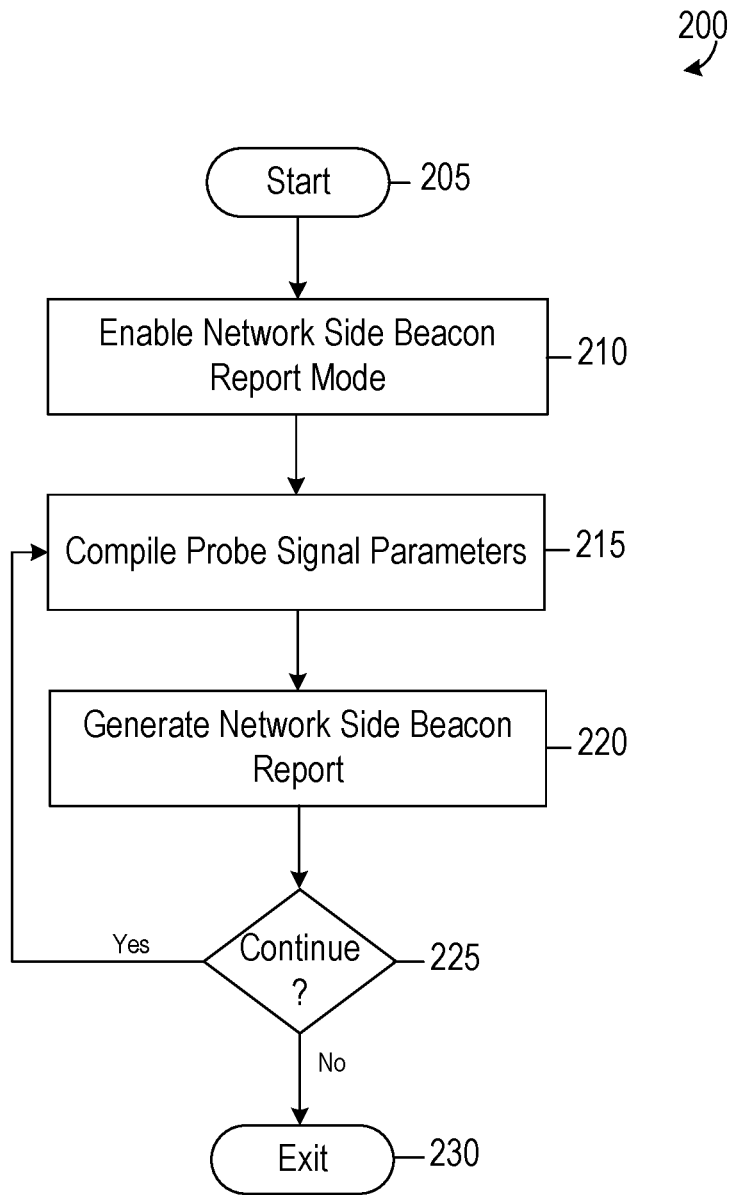 200
Start
205
Enable Network Side Beacon
Report Mode
210
Compile Probe Signal Parameters
215
Generate Network Side Beacon
Report
220
Continue
?
225
Yes
No
Exit
230